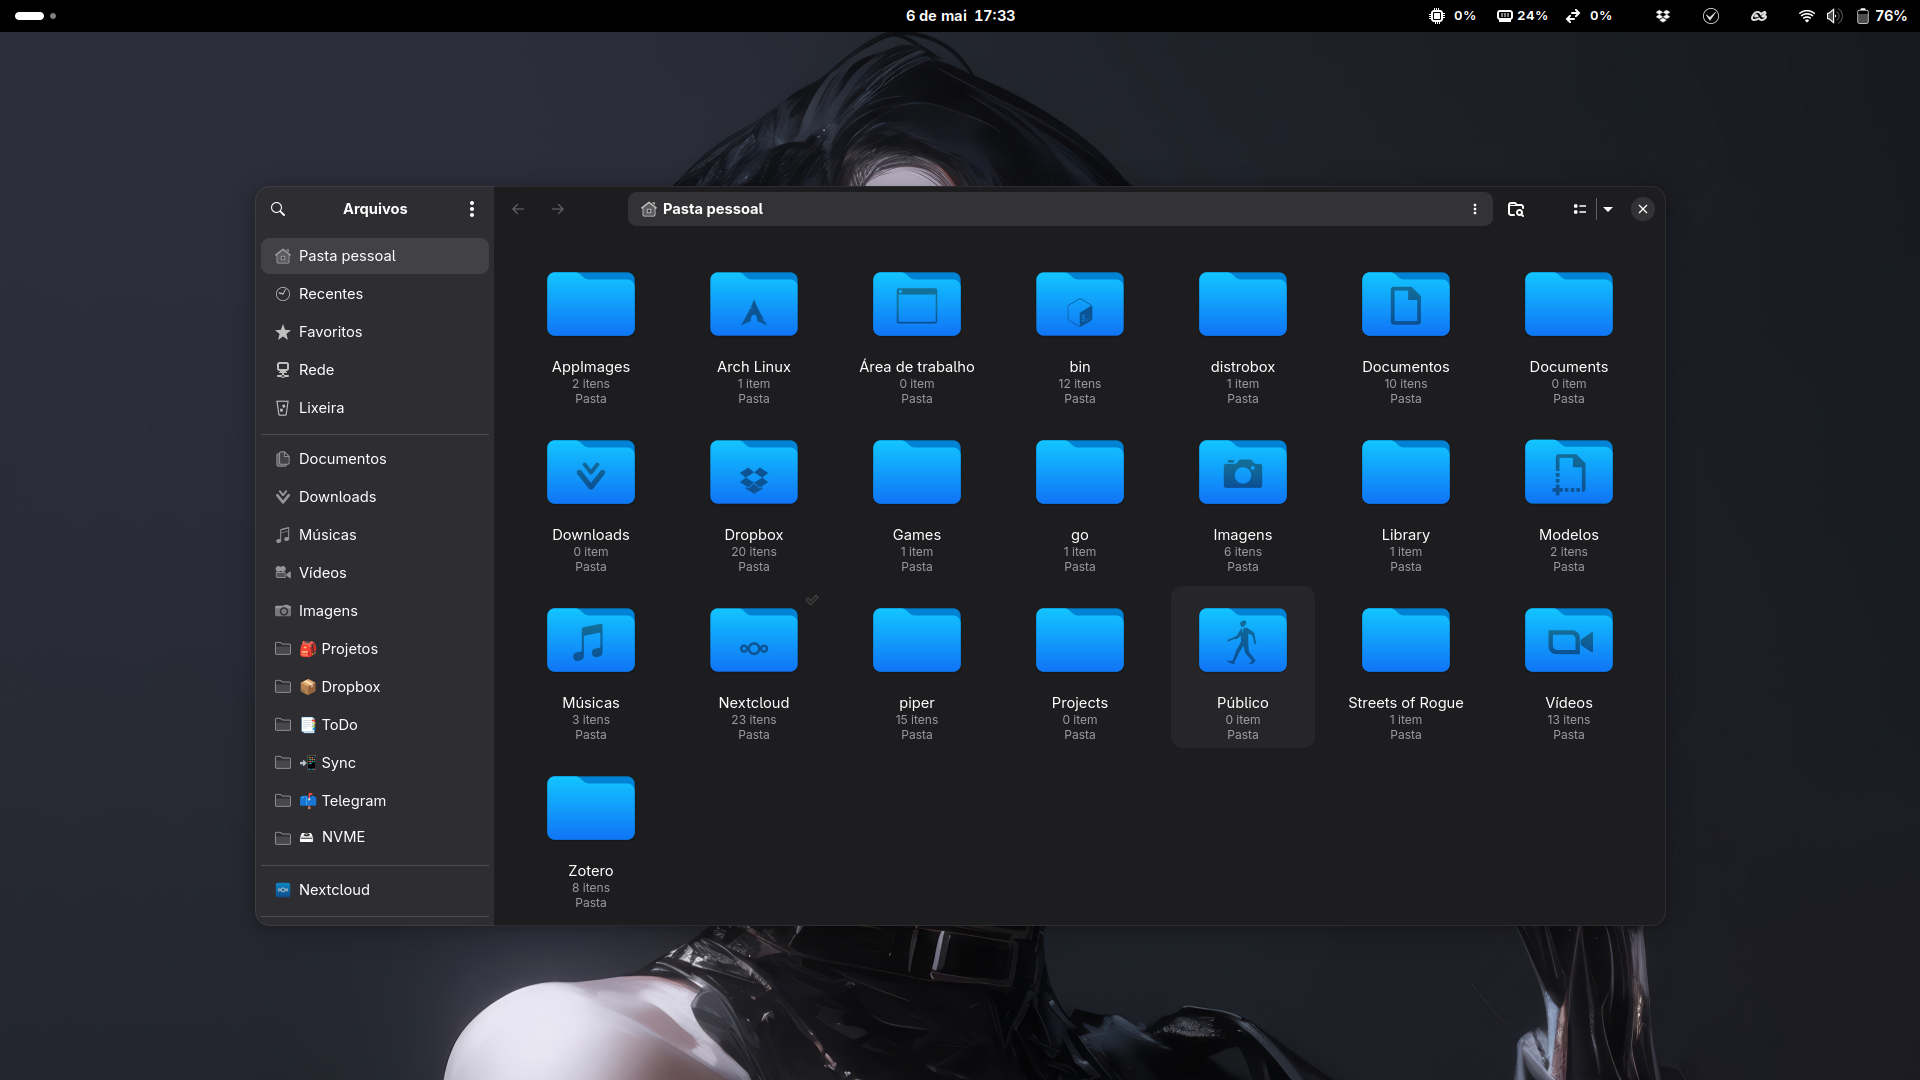 6 de mai 17:33
0% 24% 0% 76%
Arquivos
Pasta pessoal
Pasta pessoal
Recentes
Favoritos
Rede
Lixeira
Documentos
Downloads
Músicas
Vídeos
Imagens
🎒 Projetos
📦 Dropbox
📑 ToDo
📲 Sync
📫 Telegram
NVME
Nextcloud
AppImages Arch Linux Área de trabalho bin distrobox Documentos Documents
2 itens 1 item 0 item 12 itens 1 item 10 itens 0 item
Pasta Pasta Pasta Pasta Pasta Pasta Pasta
Downloads Dropbox Games go Imagens Library Modelos
0 item 20 itens 1 item 1 item 6 itens 1 item 2 itens
Pasta Pasta Pasta Pasta Pasta Pasta Pasta
Músicas Nextcloud piper Projects Público Streets of Rogue Vídeos
3 itens 23 itens 15 itens 0 item 0 item 1 item 13 itens
Pasta Pasta Pasta Pasta Pasta Pasta Pasta
Zotero
8 itens
Pasta